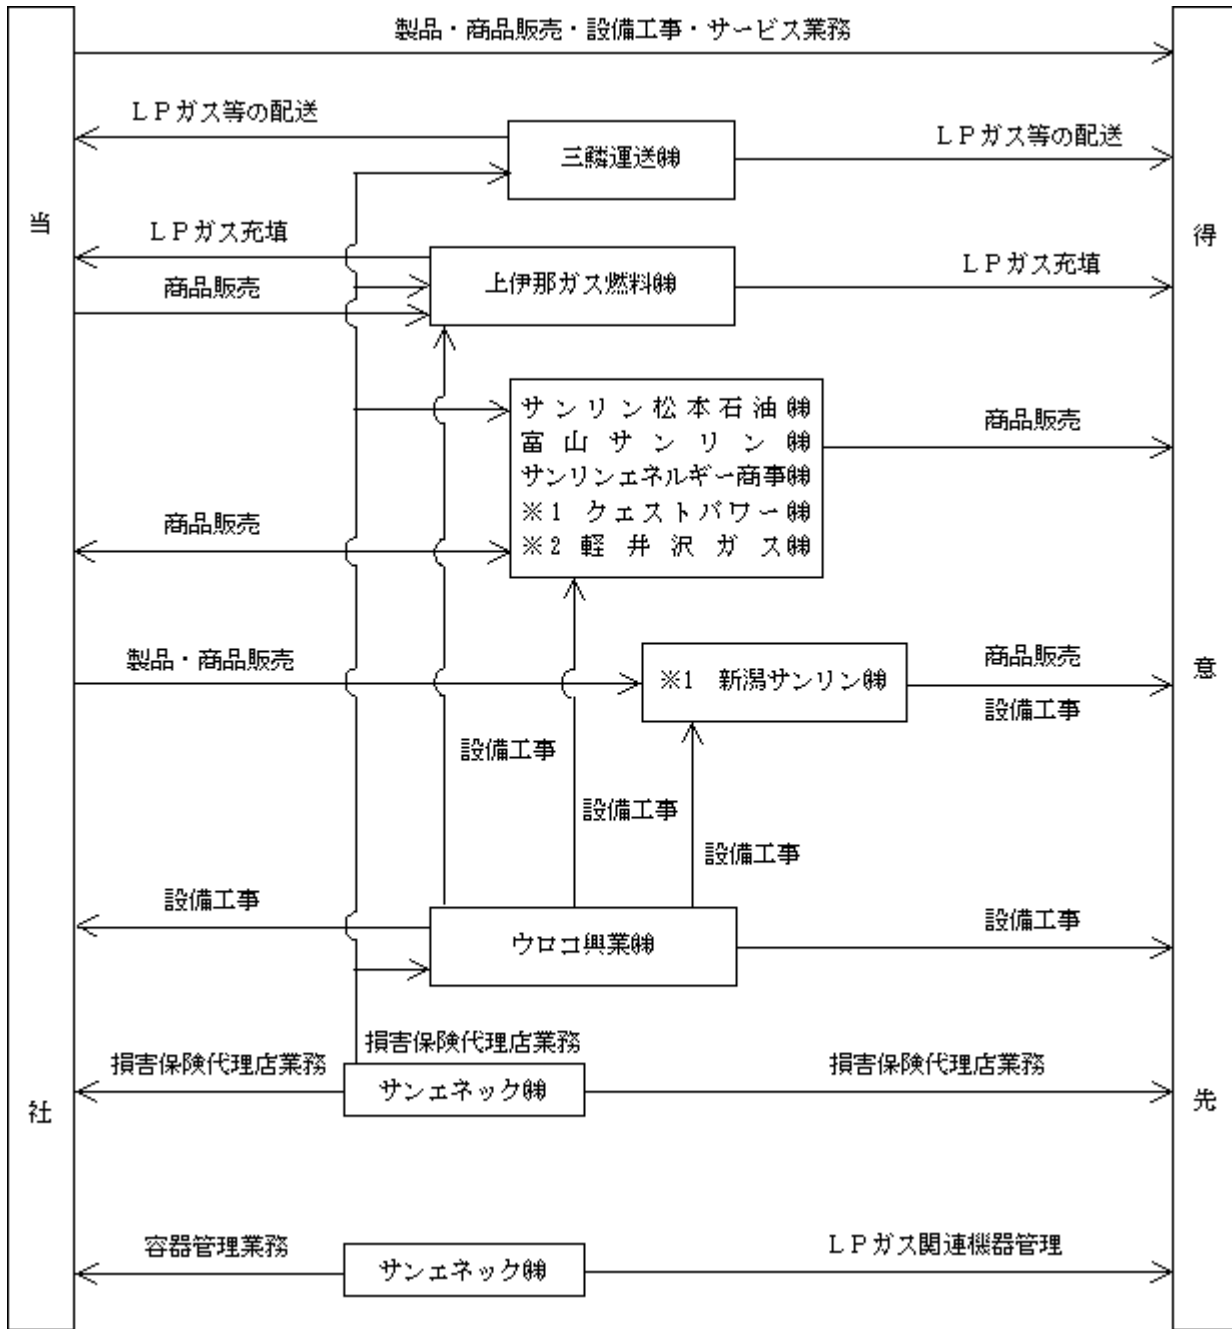 製品・商品販売・設備工事・サービス業務
ＬＰガス等の配送
三鱗運送㈱
ＬＰガス等の配送
当
得
ＬＰガス充填
上伊那ガス燃料㈱
ＬＰガス充填
商品販売
サンリン松本石油㈱
富山サンリン㈱
サンリンエネルギー商事㈱
※1 クェストパワー㈱
※2 軽井沢ガス㈱
商品販売
商品販売
製品・商品販売
※1 新潟サンリン㈱
商品販売
設備工事
意
設備工事
設備工事
設備工事
設備工事
ウロコ興業㈱
設備工事
損害保険代理店業務
損害保険代理店業務
サンエネック㈱
損害保険代理店業務
社
先
容器管理業務
サンエネック㈱
ＬＰガス関連機器管理